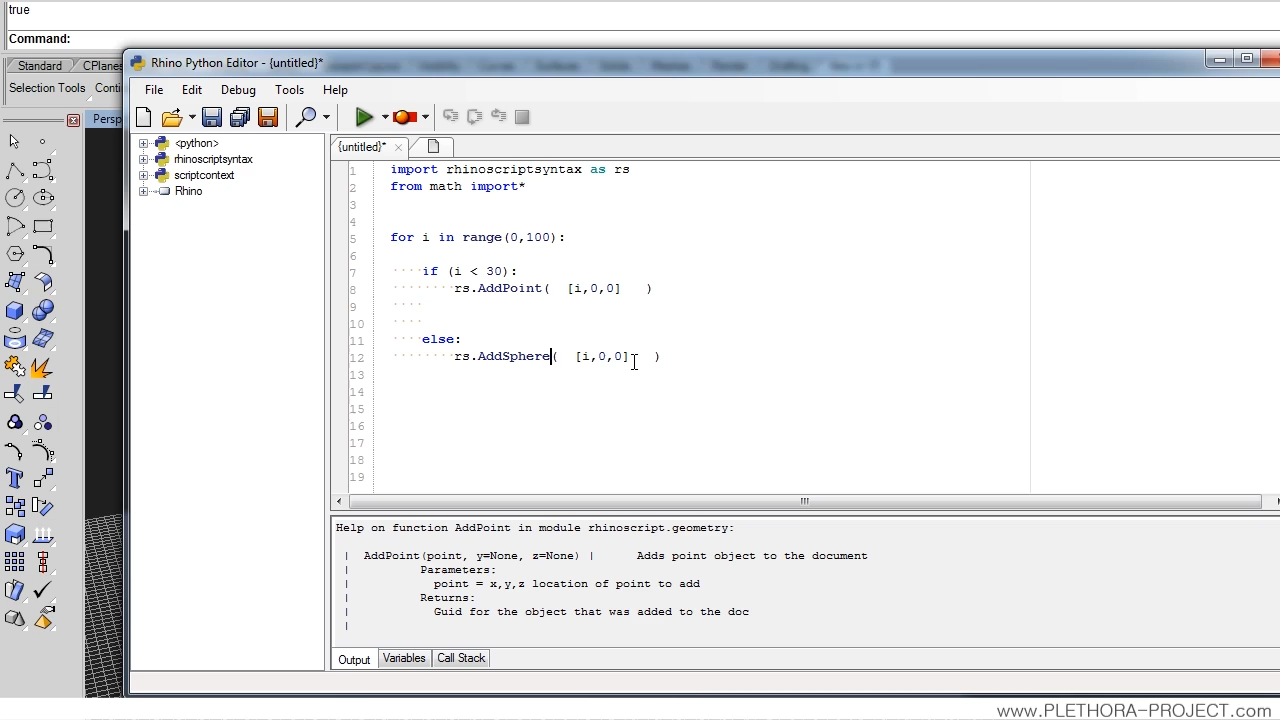 true
Command:
Standard
CPlanes
Selection Tools
Conti
Persp
Rhino Python Editor - {untitled}*
File Edit Debug Tools Help
<python>
rhinoscriptsyntax
scriptcontext
Rhino
{untitled}*
1 import rhinoscriptsyntax as rs
2 from math import*
3
4
5 for i in range(0,100):
6
7 if (i < 30):
8 rs.AddPoint( [i,0,0] )
9
10
11 else:
12 rs.AddSphere( [i,0,0] )
13
14
15
16
17
18
19
Help on function AddPoint in module rhinoscript.geometry:
| AddPoint(point, y=None, z=None) | Adds point object to the document
| Parameters:
| point = x,y,z location of point to add
| Returns:
| Guid for the object that was added to the doc
|
Output Variables Call Stack
www.PLETHORA-PROJECT.com